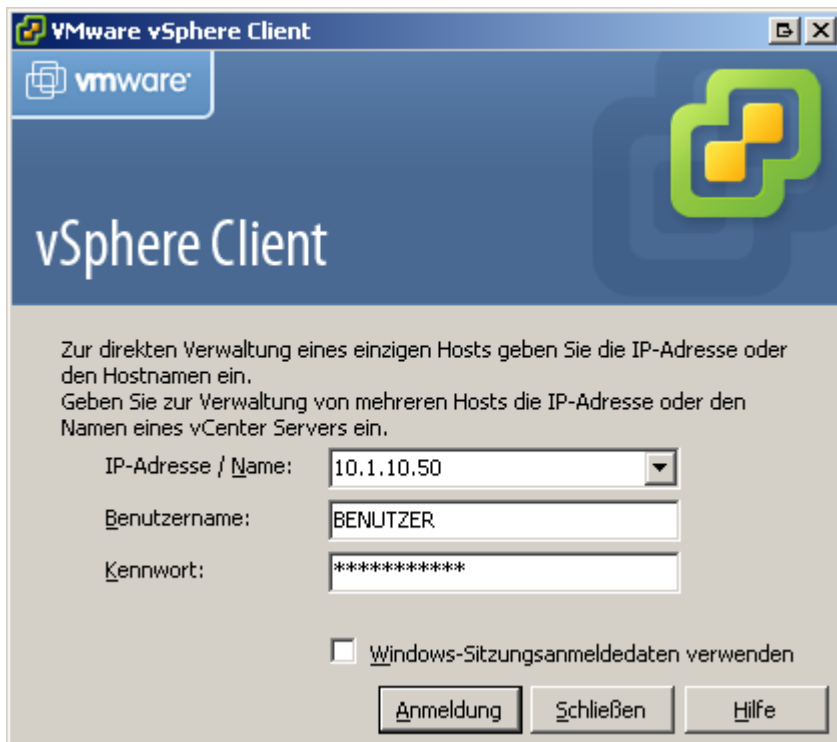 VMware vSphere Client
vmware
vSphere Client
Zur direkten Verwaltung eines einzigen Hosts geben Sie die IP-Adresse oder
den Hostnamen ein.
Geben Sie zur Verwaltung von mehreren Hosts die IP-Adresse oder den
Namen eines vCenter Servers ein.
IP-Adresse / Name: 10.1.10.50
Benutzername: BENUTZER
Kennwort: ***********
Windows-Sitzungsanmeldedaten verwenden
Anmeldung Schließen Hilfe